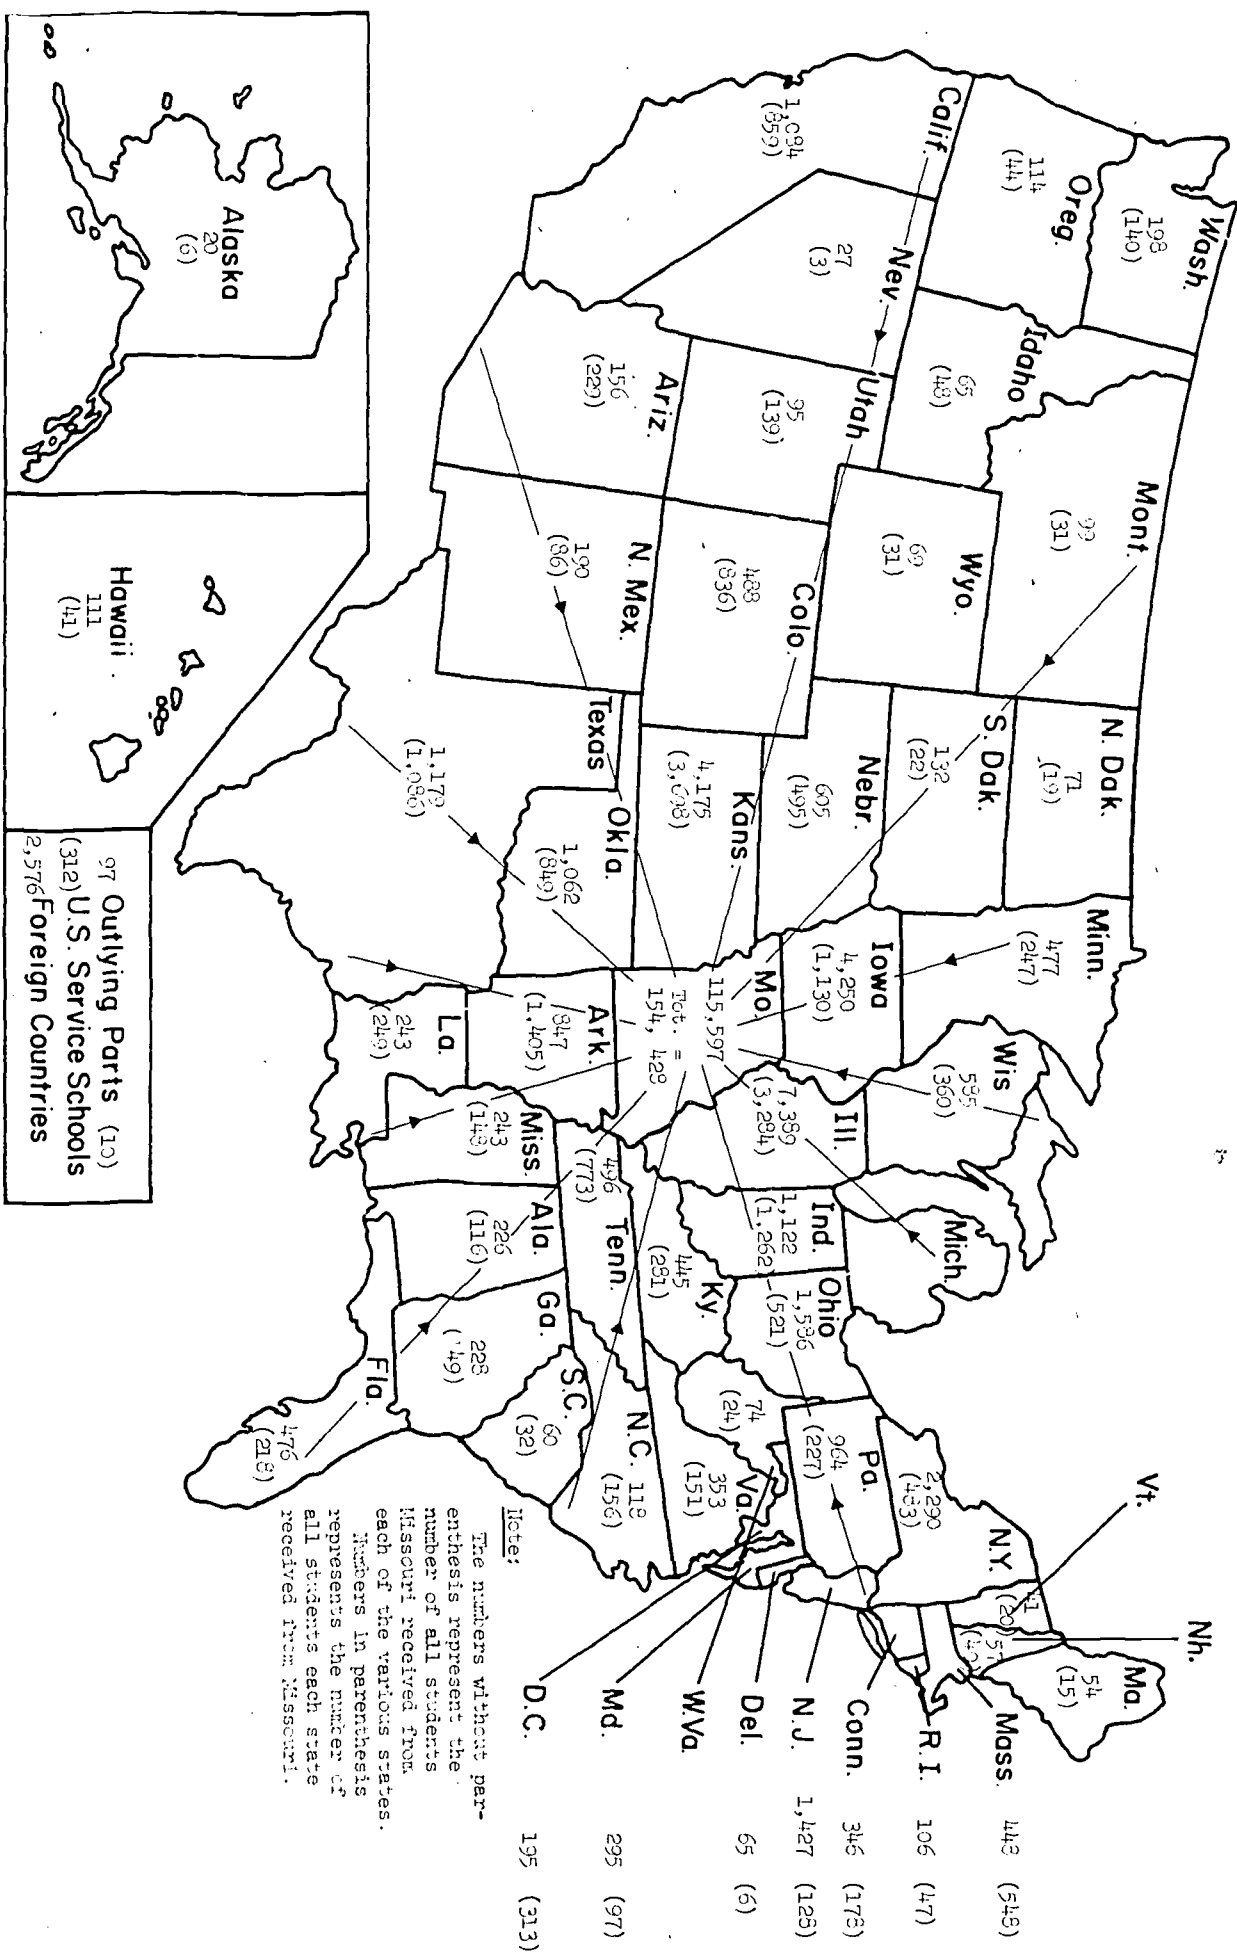 Wash.
198
(140)
Oreg.
114
(44)
Calif.
(859)
Nev.
27
(3)
Idaho
65
(48)
Utah
95
(139)
Ariz.
156
(229)
Mont.
99
(31)
Wyo.
69
(31)
Colo.
488
(836)
N. Mex.
190
(86)
N. Dak.
71
(19)
S. Dak.
132
(22)
Nebr.
605
(495)
Kans.
4,175
Okla.
1,062
(849)
Texas
1,179
(1,086)
Minn.
477
(247)
Iowa
4,250
(1,130)
Mo.
115,597
Tot. =
154, 428
Ark.
847
(1,405)
La.
243
(249)
Wis
585
(360)
Ill.
7,389
(3,284)
Mich.
Ind.
1,122
(1,262)
Ohio
1,586
(521)
Ky.
445
(281)
Tenn.
496
(773)
Miss.
243
(148)
Ala.
226
(116)
Ga.
228
Fla.
476
(218)
S.C.
60
(32)
N.C. 118
(156)
Va.
353
(151)
74
(24)
Pa.
964
(227)
N.Y.
2,290
(483)
Vt.
(20)
Nh.
57
Ma.
54
(15)
Mass. 448 (548)
R.I. 106 (47)
Conn. 346 (178)
N.J. 1,427 (128)
Del. 65 (6)
W.Va.
Md. 295 (97)
D.C. 195 (313)
Note:
The numbers without par-
enthesis represent the
number of all students
Missouri received from
each of the various states.
Numbers in parenthesis
represents the number of
all students each state
received from Missouri.
Alaska
20
(6)
Hawaii
111
(41)
97 Outlying Parts (10)
(312) U.S. Service Schools
2,576 Foreign Countries